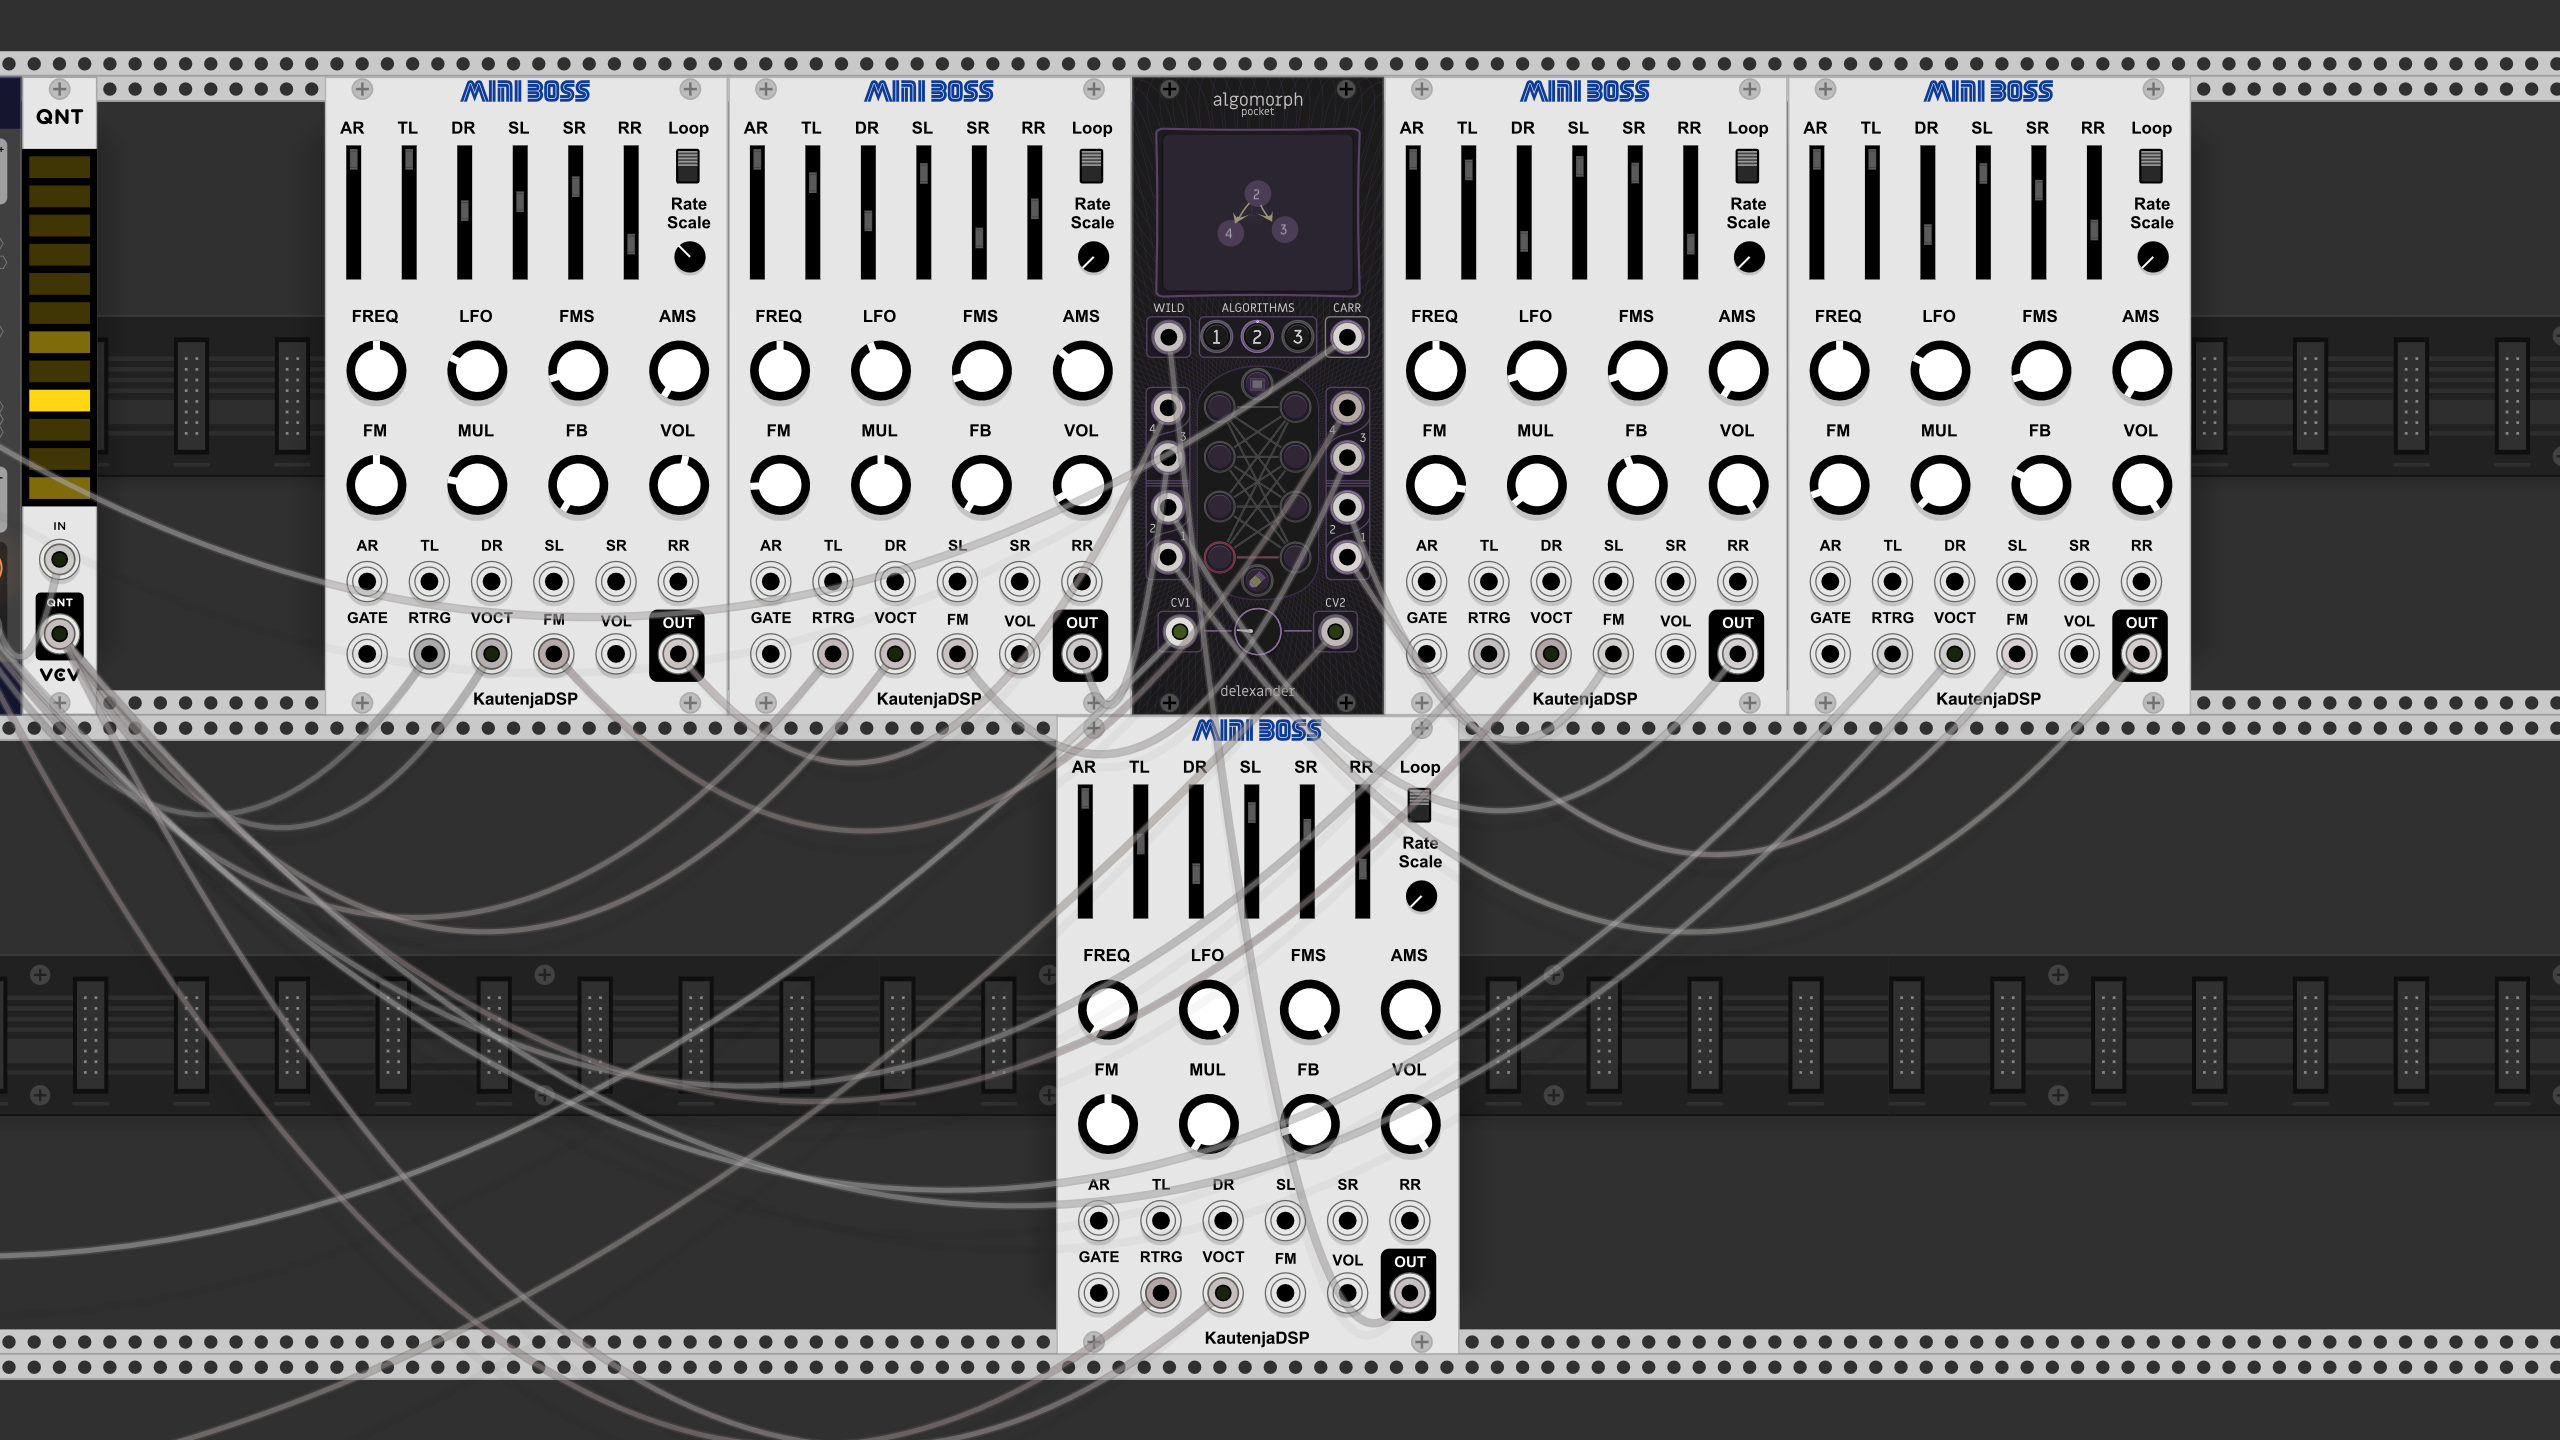 QNT
IN
QNT
VCV
MINI BOSS
AR TL DR SL SR RR Loop
Rate
Scale
FREQ LFO FMS AMS
FM MUL FB VOL
AR TL DR SL SR RR
GATE RTRG VOCT FM VOL OUT
KautenjaDSP
MINI BOSS
AR TL DR SL SR RR Loop
Rate
Scale
FREQ LFO FMS AMS
FM MUL FB VOL
AR TL DR SL SR RR
GATE RTRG VOCT FM VOL OUT
KautenjaDSP
algomorph
pocket
2
4 3
WILD ALGORITHMS CARR
1 2 3
4 3 4 3
2 1 2 1
CV1 CV2
delexander
MINI BOSS
AR TL DR SL SR RR Loop
Rate
Scale
FREQ LFO FMS AMS
FM MUL FB VOL
AR TL DR SL SR RR
GATE RTRG VOCT FM VOL OUT
KautenjaDSP
MINI BOSS
AR TL DR SL SR RR Loop
Rate
Scale
FREQ LFO FMS AMS
FM MUL FB VOL
AR TL DR SL SR RR
GATE RTRG VOCT FM VOL OUT
KautenjaDSP
MINI BOSS
AR TL DR SL SR RR Loop
Rate
Scale
FREQ LFO FMS AMS
FM MUL FB VOL
AR TL DR SL SR RR
GATE RTRG VOCT FM VOL OUT
KautenjaDSP